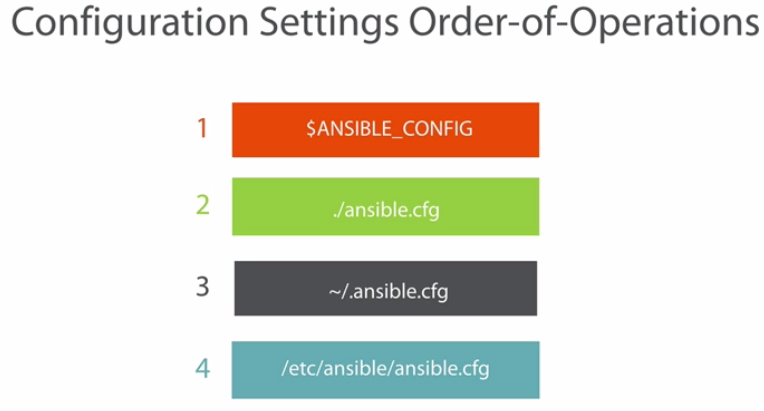 Configuration Settings Order-of-Operations
1 $ANSIBLE_CONFIG
2 ./ansible.cfg
3 ~/.ansible.cfg
4 /etc/ansible/ansible.cfg